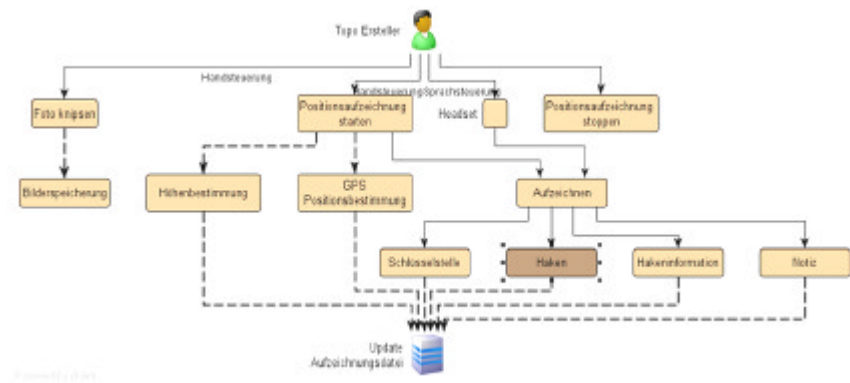 Topo Ersteller
Handsteuerung
Handsteuerung
Sprachsteuerung
Foto knipsen
Positionsaufzeichnung
starten
Headset
Positionsaufzeichnung
stoppen
Bilderspeicherung
Höhenbestimmung
GPS
Positionsbestimmung
Aufzeichnen
Schlüsselstelle
Haken
Hakeninformation
Notiz
Update
Aufzeichnungsdatei